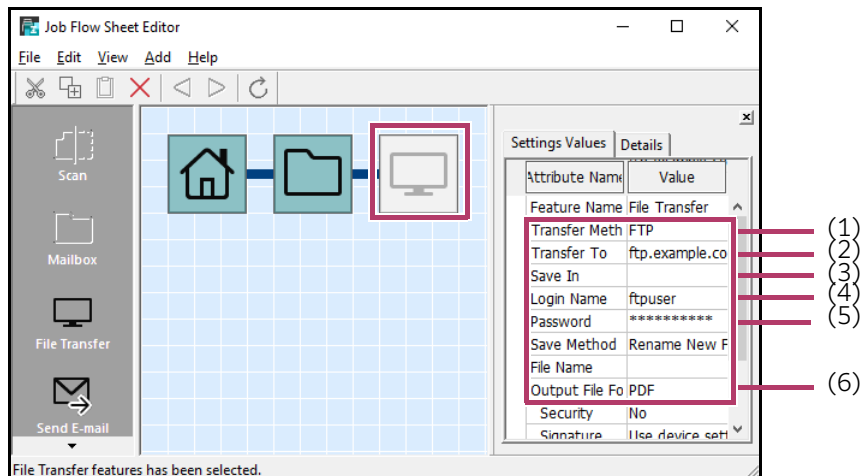 Job Flow Sheet Editor
File Edit View Add Help
Scan
Mailbox
File Transfer
Send E-mail
Settings Values Details
Attribute Name Value
Feature Name File Transfer
Transfer Meth FTP (1)
Transfer To ftp.example.co (2)
Save In (3)
Login Name ftpuser (4)
Password ********** (5)
Save Method Rename New F
File Name
Output File Fo PDF (6)
Security No
Signature Use device sett
File Transfer features has been selected.